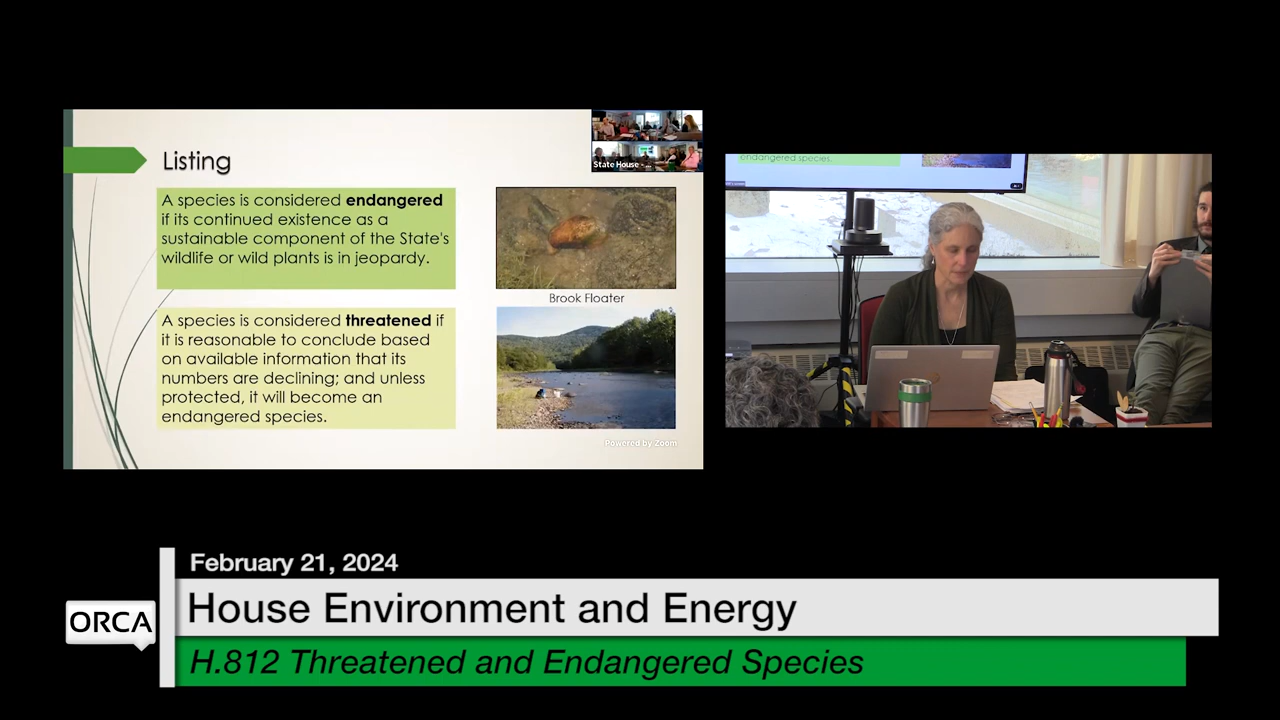 Listing
State House - ...
A species is considered endangered
if its continued existence as a
sustainable component of the State's
wildlife or wild plants is in jeopardy.
Brook Floater
A species is considered threatened if
it is reasonable to conclude based
on available information that its
numbers are declining; and unless
protected, it will become an
endangered species.
Powered by Zoom
endangered species.
February 21, 2024
ORCA
House Environment and Energy
H.812 Threatened and Endangered Species